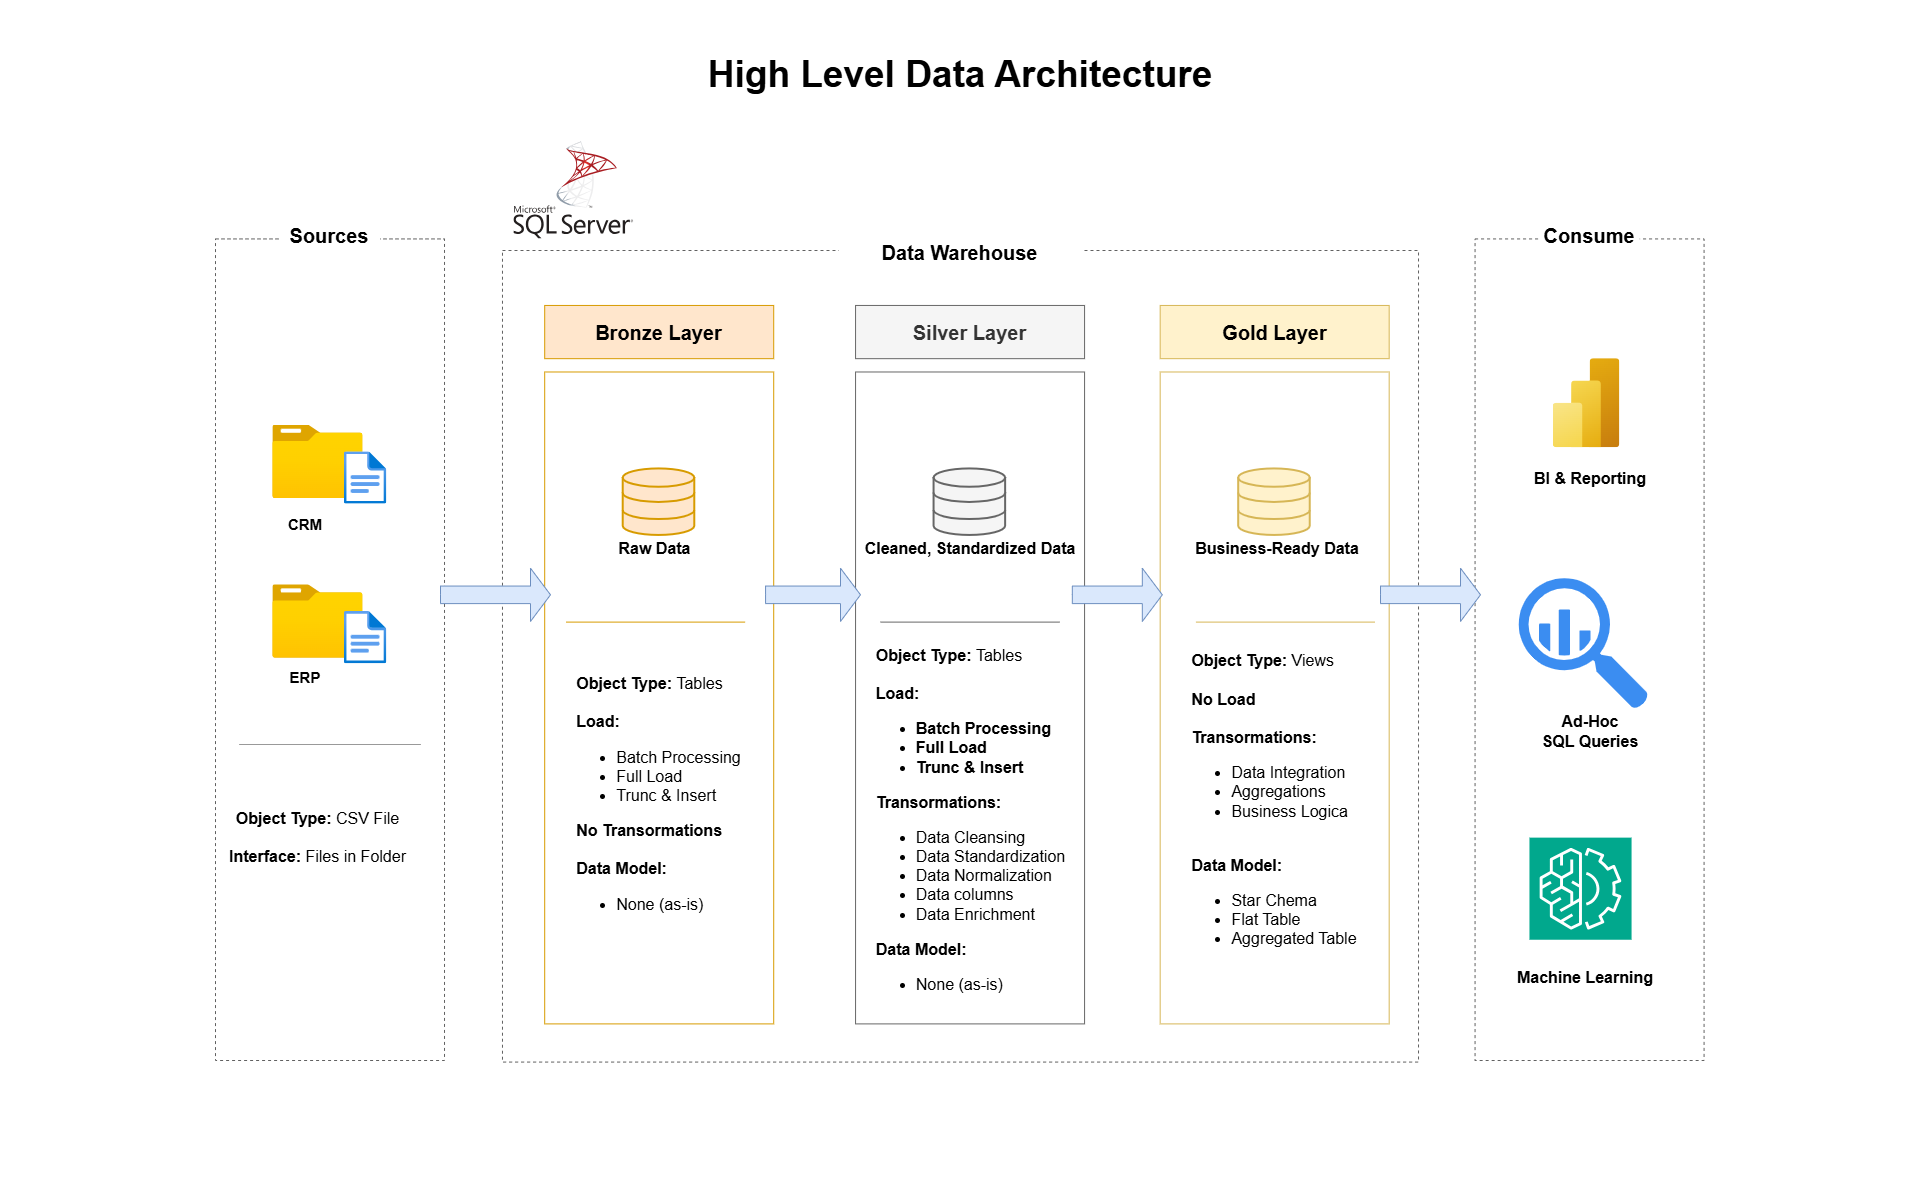 High Level Data Architecture
Microsoft
SQL Server
Sources
CRM
ERP
Object Type: CSV File
Interface: Files in Folder
Data Warehouse
Bronze Layer
Raw Data
Object Type: Tables
Load:
• Batch Processing
• Full Load
• Trunc & Insert
No Transormations
Data Model:
• None (as-is)
Silver Layer
Cleaned, Standardized Data
Object Type: Tables
Load:
• Batch Processing
• Full Load
• Trunc & Insert
Transormations:
• Data Cleansing
• Data Standardization
• Data Normalization
• Data columns
• Data Enrichment
Data Model:
• None (as-is)
Gold Layer
Business-Ready Data
Object Type: Views
No Load
Transormations:
• Data Integration
• Aggregations
• Business Logica
Data Model:
• Star Chema
• Flat Table
• Aggregated Table
Consume
BI & Reporting
Ad-Hoc
SQL Queries
Machine Learning